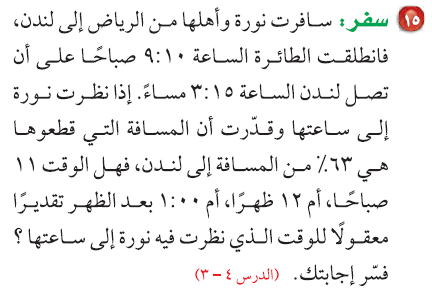 ١٥ سفر: سافرت نورة وأهلها من الرياض إلى لندن،
فانطلقت الطائرة الساعة ٩:١٠ صباحًا على أن
تصل لندن الساعة ٣:١٥ مساءً. إذا نظرت نورة
إلى ساعتها وقدّرت أن المسافة التي قطعوها
هي ٦٣٪ من المسافة إلى لندن، فهل الوقت ١١
صباحًا، أم ١٢ ظهرًا، أم ١:٠٠ بعد الظهر تقديرًا
معقولًا للوقت الذي نظرت فيه نورة إلى ساعتها؟
فسّر إجابتك. (الدرس ٤ - ٣)